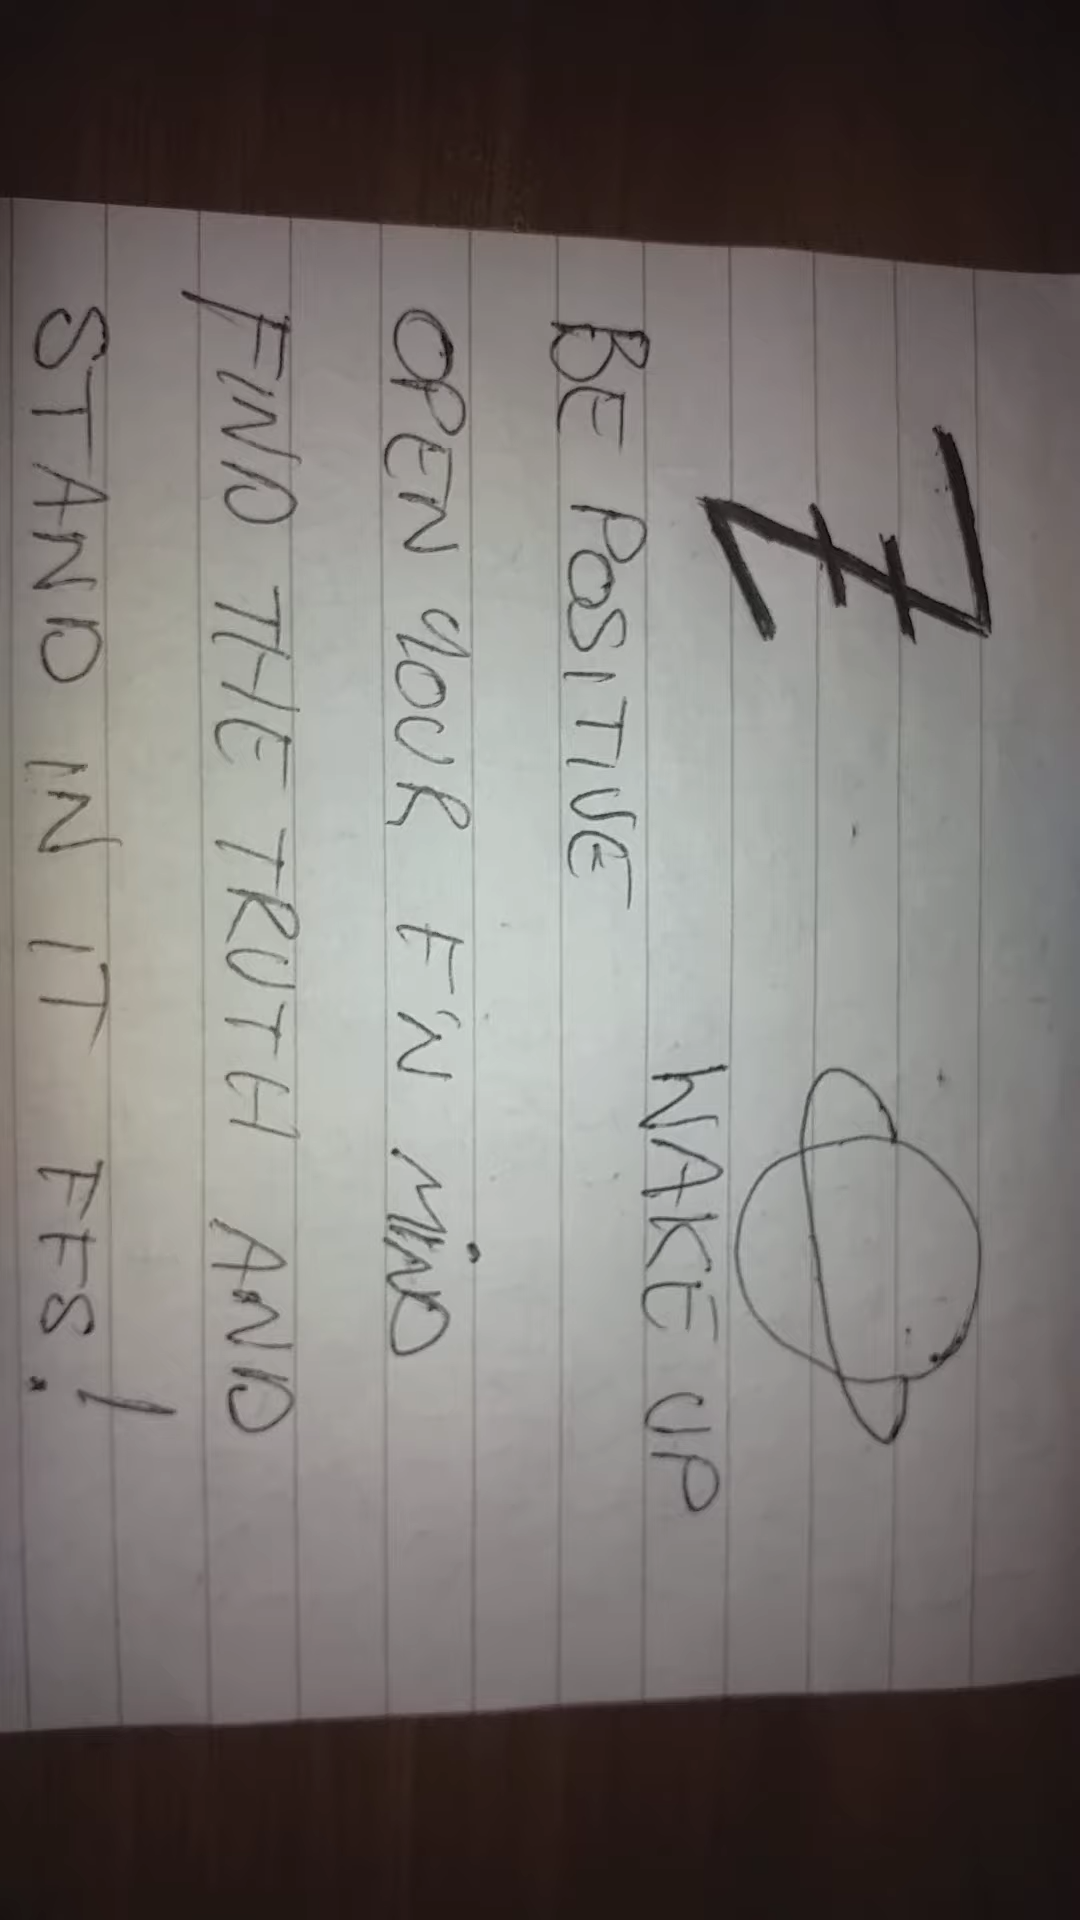 WAKE UP
BE POSITIVE
OPEN YOUR F'N MiND
FIND THE TRUTH AND
STAND IN IT FFS!